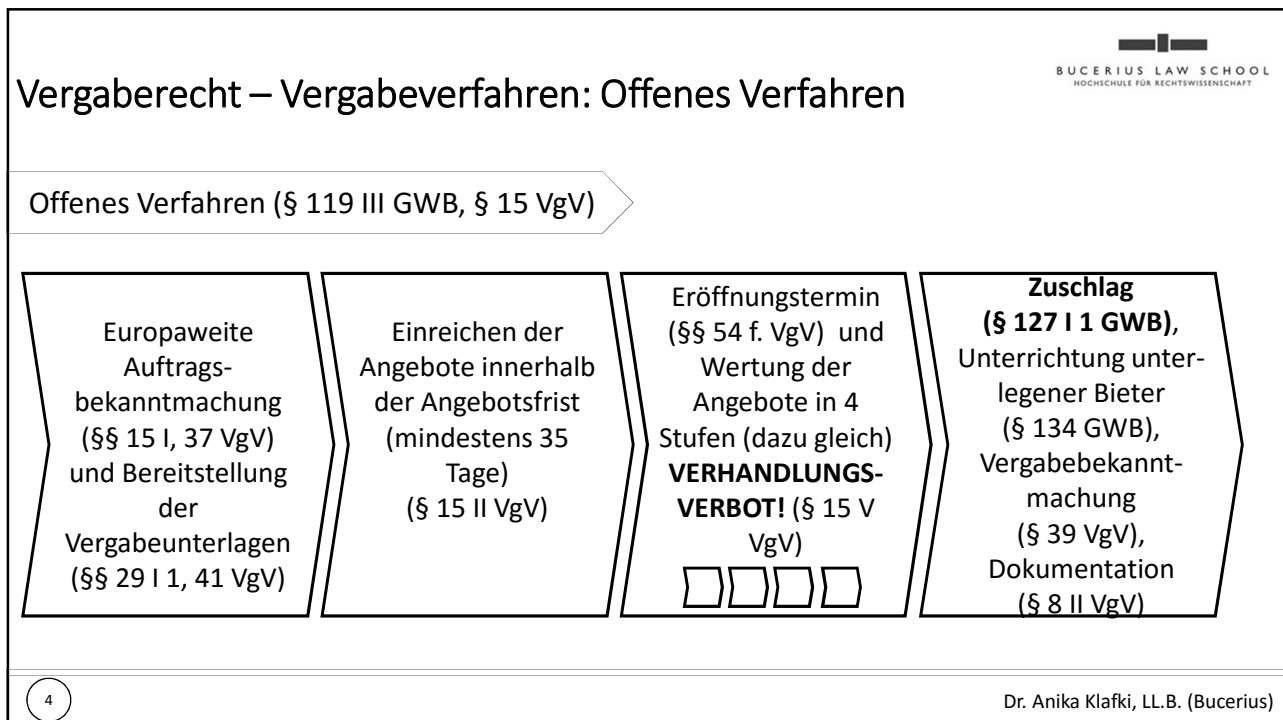 BUCERIUS LAW SCHOOL
HOCHSCHULE FÜR RECHTSWISSENSCHAFT
Vergaberecht – Vergabeverfahren: Offenes Verfahren
Offenes Verfahren (§ 119 III GWB, § 15 VgV)
Europaweite
Auftrags-
bekanntmachung
(§§ 15 I, 37 VgV)
und Bereitstellung
der
Vergabeunterlagen
(§§ 29 I 1, 41 VgV)
Einreichen der
Angebote innerhalb
der Angebotsfrist
(mindestens 35
Tage)
(§ 15 II VgV)
Eröffnungstermin
(§§ 54 f. VgV) und
Wertung der
Angebote in 4
Stufen (dazu gleich)
VERHANDLUNGS-
VERBOT! (§ 15 V
VgV)
Zuschlag
(§ 127 I 1 GWB),
Unterrichtung unter-
legener Bieter
(§ 134 GWB),
Vergabebekannt-
machung
(§ 39 VgV),
Dokumentation
(§ 8 II VgV)
4
Dr. Anika Klafki, LL.B. (Bucerius)